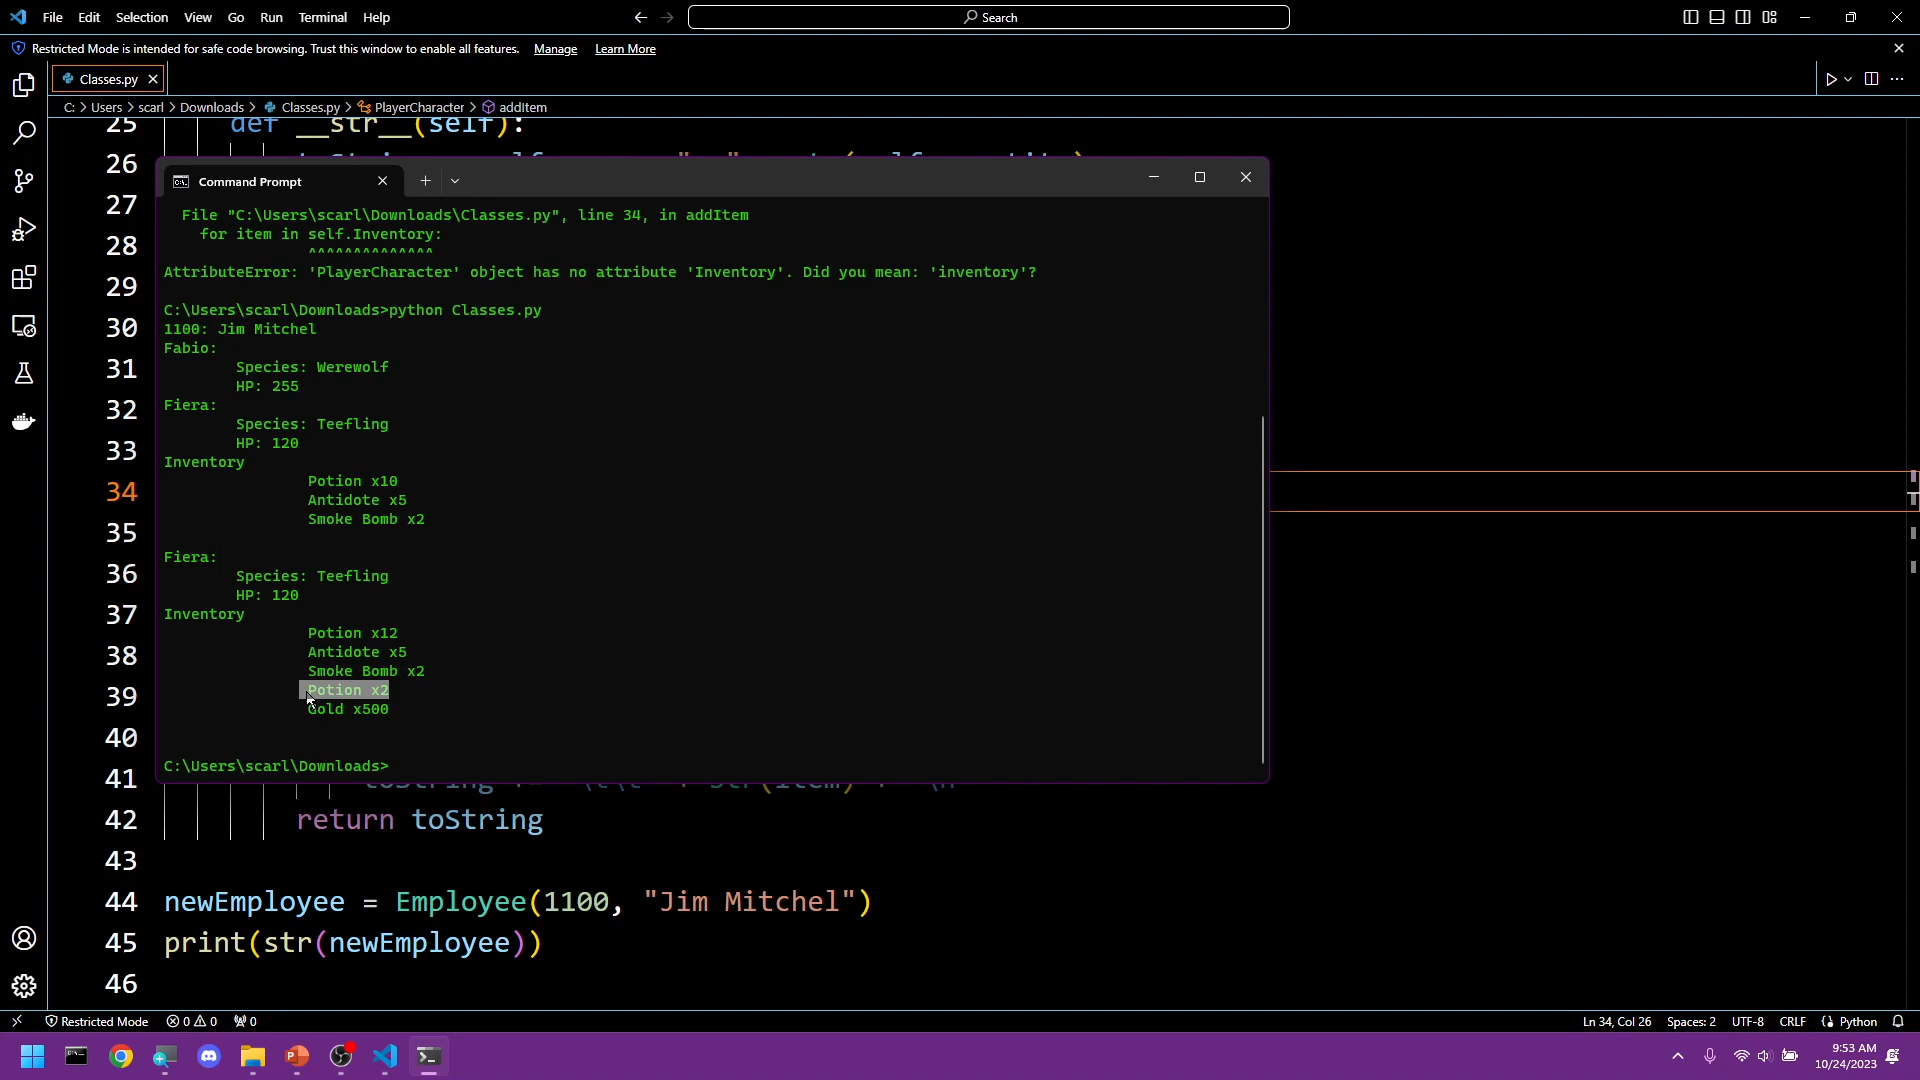 File Edit Selection View Go Run Terminal Help
Search
Restricted Mode is intended for safe code browsing. Trust this window to enable all features. Manage Learn More
Classes.py
C: > Users > scarl > Downloads > Classes.py > PlayerCharacter > addItem
25 def __str__(self):
26
Command Prompt
27
File "C:\Users\scarl\Downloads\Classes.py", line 34, in addItem
for item in self.Inventory:
^^^^^^^^^^^^^^
28
AttributeError: 'PlayerCharacter' object has no attribute 'Inventory'. Did you mean: 'inventory'?
29
C:\Users\scarl\Downloads>python Classes.py
30
1100: Jim Mitchel
Fabio:
31
Species: Werewolf
HP: 255
32
Fiera:
Species: Teefling
33
HP: 120
Inventory
34
Potion x10
Antidote x5
Smoke Bomb x2
35
Fiera:
36
Species: Teefling
HP: 120
37
Inventory
Potion x12
38
Antidote x5
Smoke Bomb x2
39
Potion x2
Gold x500
40
C:\Users\scarl\Downloads>
41
42 return toString
43
44 newEmployee = Employee(1100, "Jim Mitchel")
45 print(str(newEmployee))
46
Restricted Mode 0 0 0
Ln 34, Col 26 Spaces: 2 UTF-8 CRLF Python
9:53 AM
10/24/2023